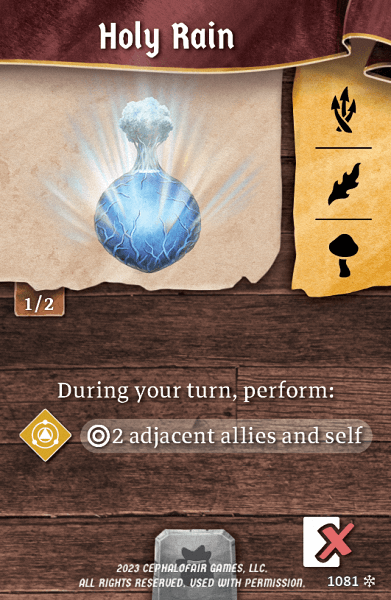 Holy Rain
1/2
During your turn, perform:
2 adjacent allies and self
2023 CEPHALOFAIR GAMES, LLC.
ALL RIGHTS RESERVED. USED WITH PERMISSION.
1081